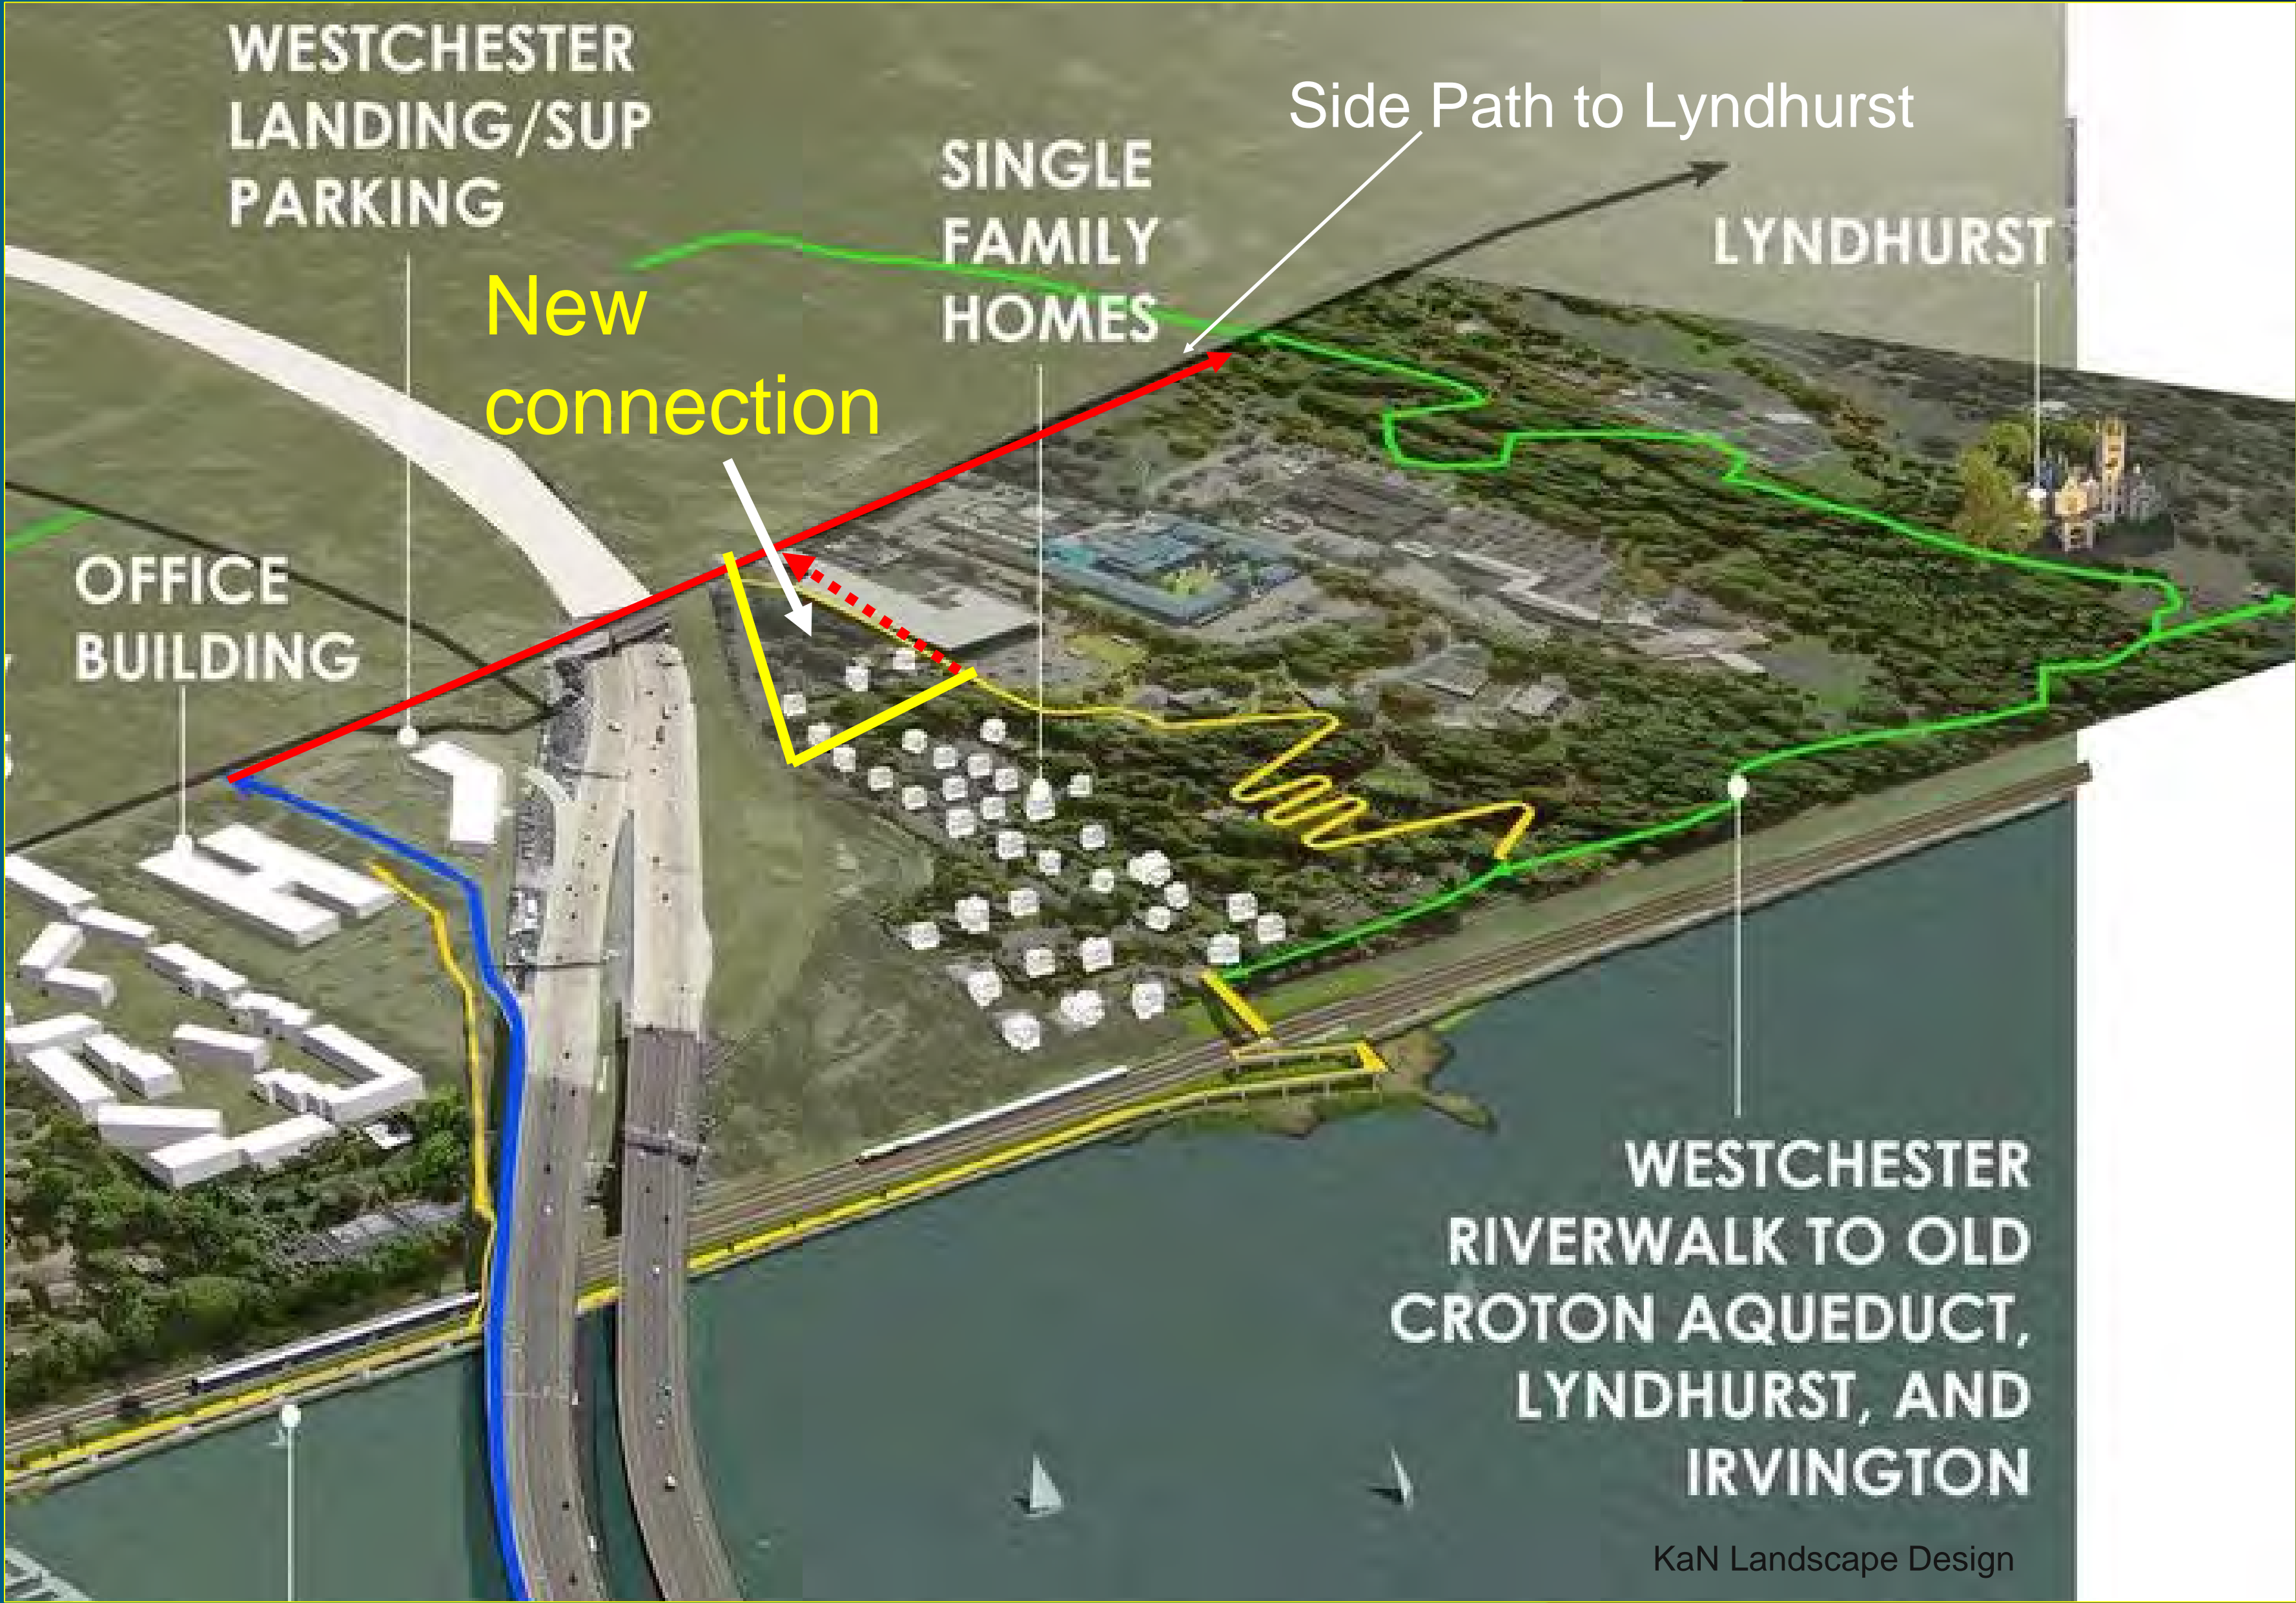 WESTCHESTER
LANDING/SUP
PARKING
Side Path to Lyndhurst
SINGLE
FAMILY
HOMES
LYNDHURST
New
connection
OFFICE
BUILDING
WESTCHESTER
RIVERWALK TO OLD
CROTON AQUEDUCT,
LYNDHURST, AND
IRVINGTON
KaN Landscape Design